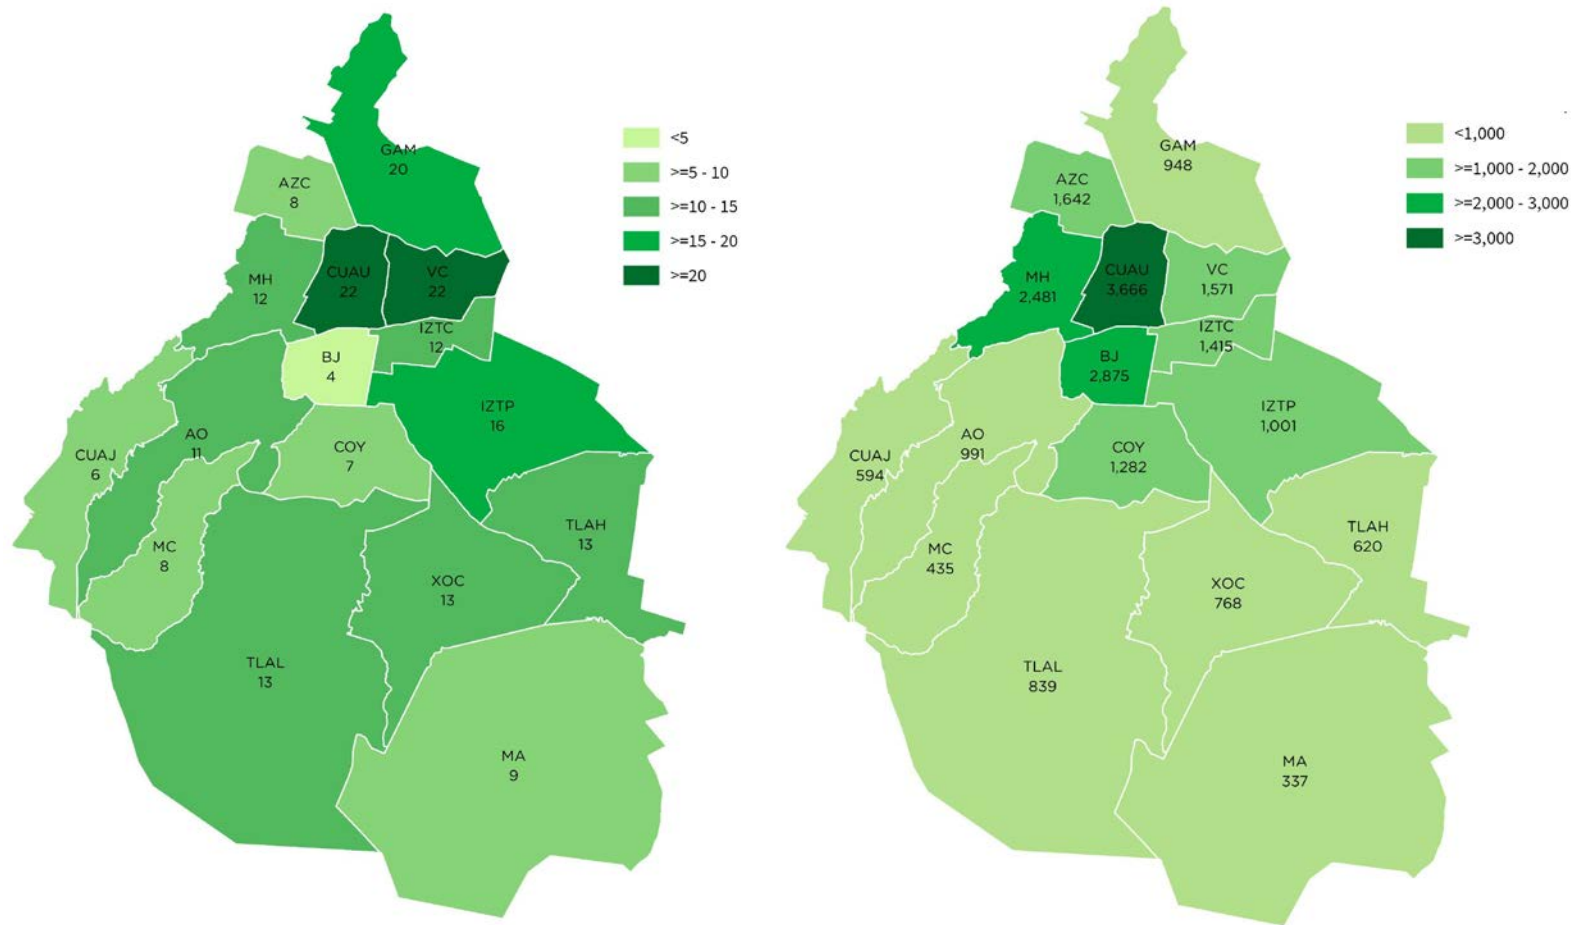 GAM
20
AZC
8
MH
12
CUAU
22
VC
22
IZTC
12
BJ
4
IZTP
16
AO
11
CUAJ
6
COY
7
MC
8
TLAH
13
XOC
13
TLAL
13
MA
9
<5
>=5 - 10
>=10 - 15
>=15 - 20
>=20
GAM
948
AZC
1,642
MH
2,481
CUAU
3,666
VC
1,571
IZTC
1,415
BJ
2,875
IZTP
1,001
AO
991
CUAJ
594
COY
1,282
MC
435
TLAH
620
XOC
768
TLAL
839
MA
337
<1,000
>=1,000 - 2,000
>=2,000 - 3,000
>=3,000